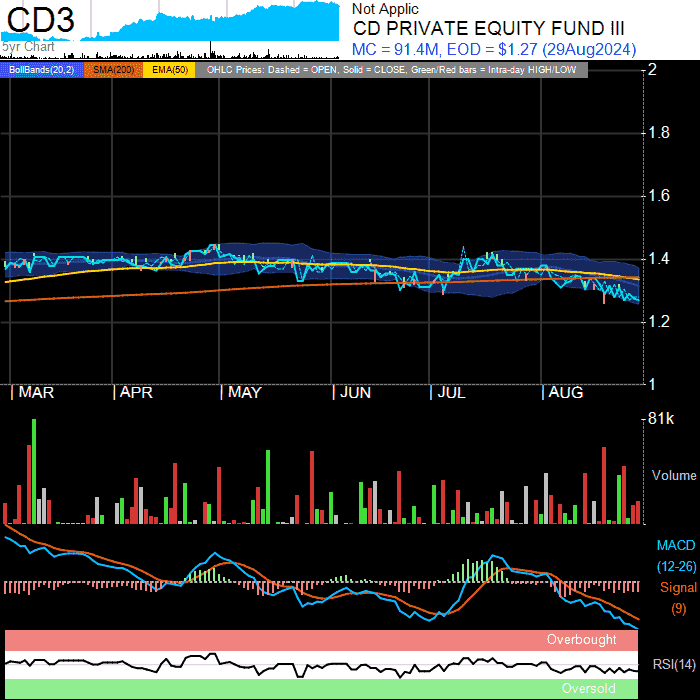 CD3
5yr Chart
Not Applic
CD PRIVATE EQUITY FUND III
MC = 91.4M, EOD = $1.27 (29Aug2024)
BollBands(20,2) SMA(200) EMA(50) OHLC Prices: Dashed = OPEN, Solid = CLOSE, Green/Red bars = Intra-day HIGH/LOW
2
1.8
1.6
1.4
1.2
1
MAR APR MAY JUN JUL AUG
81k
Volume
MACD
(12-26)
Signal
(9)
Overbought
RSI(14)
Oversold